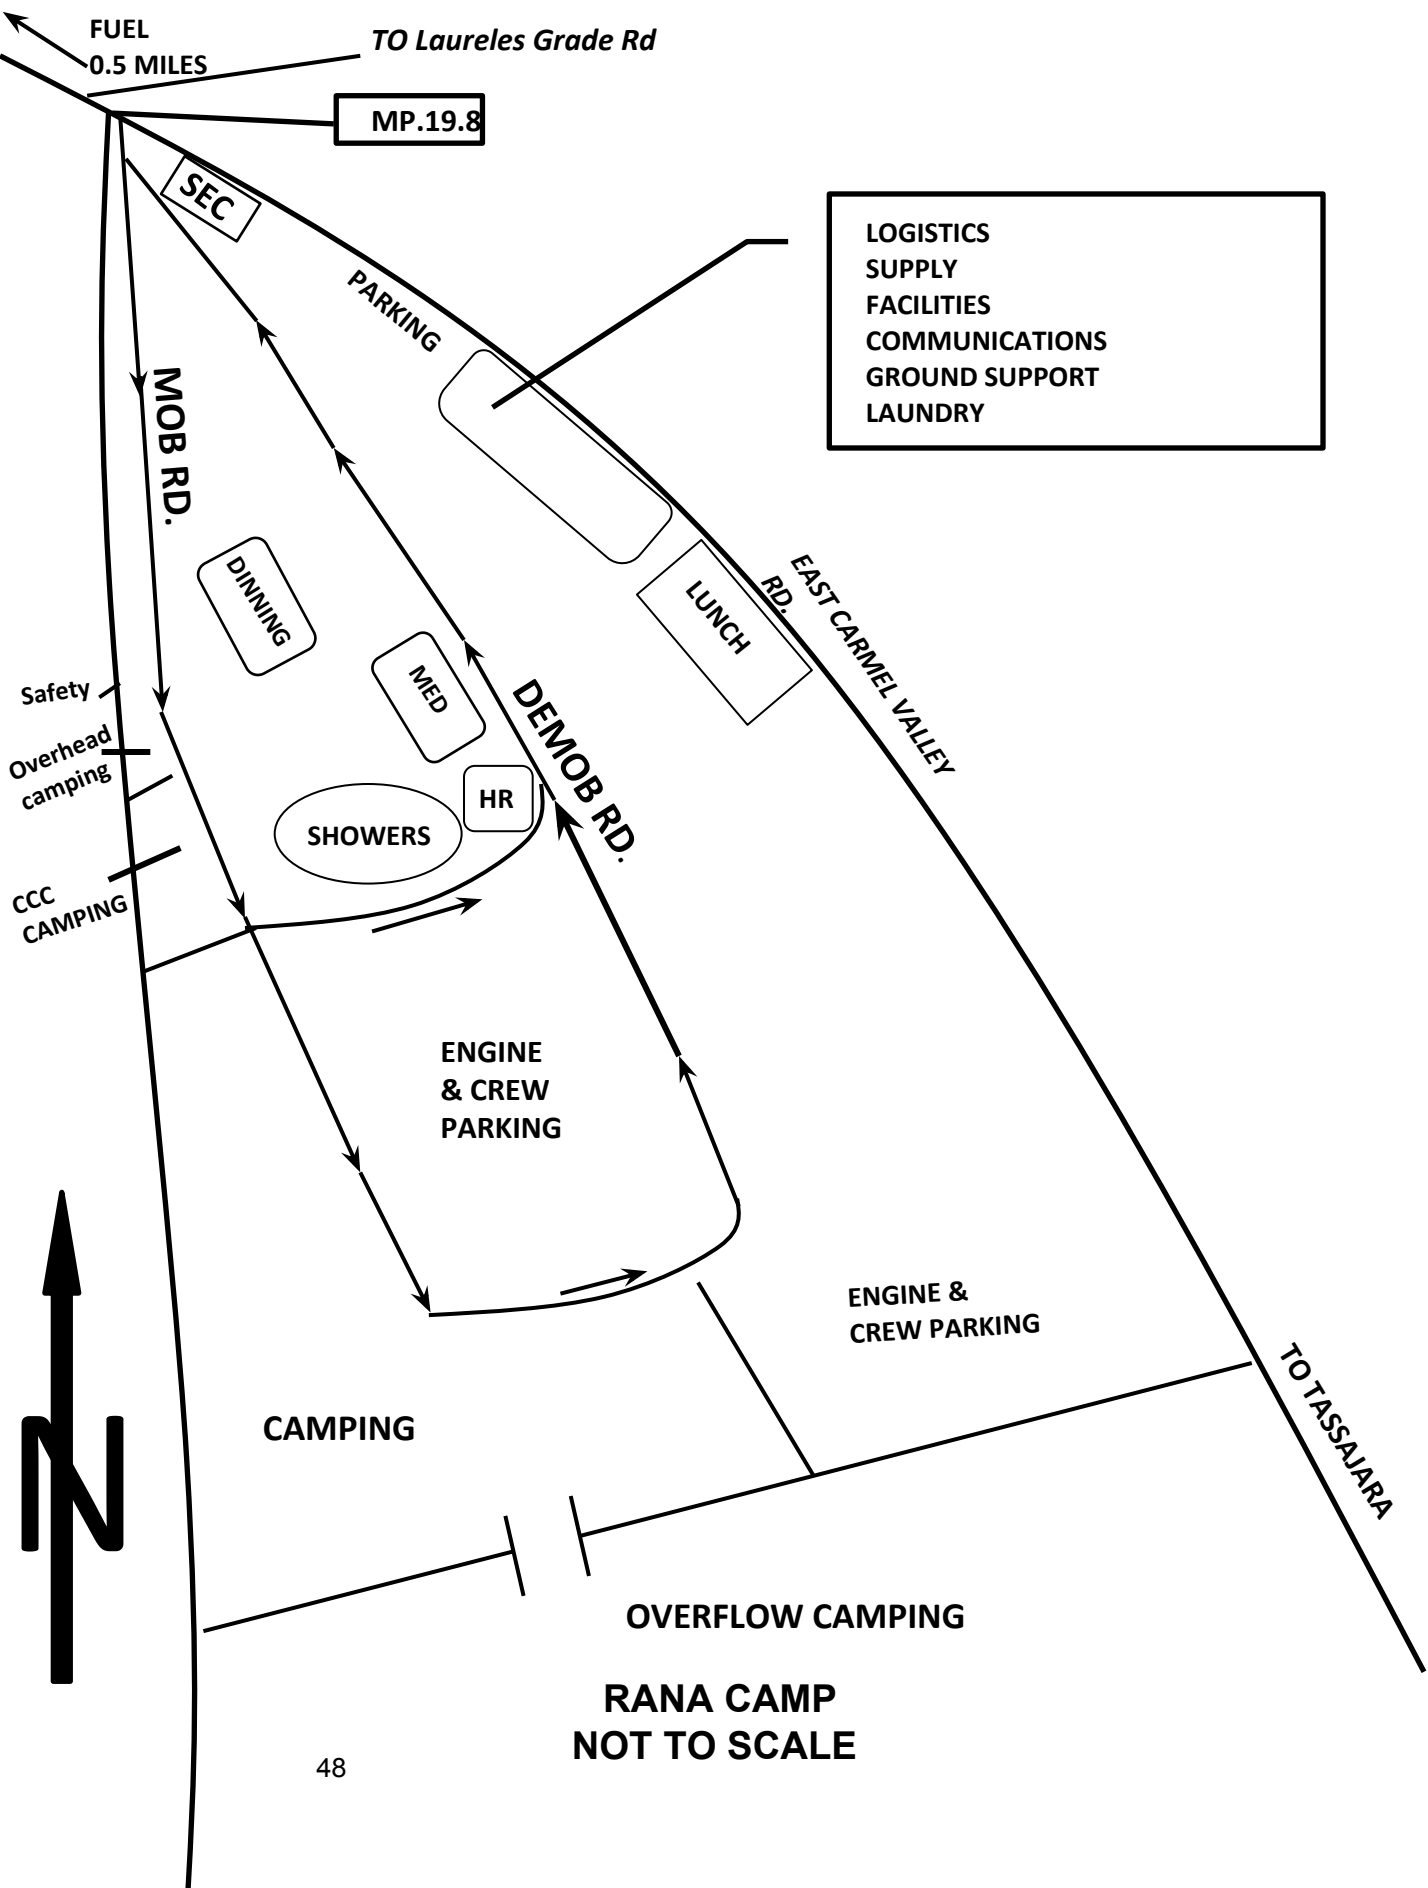 FUEL
0.5 MILES
TO Laureles Grade Rd
MP.19.8
SEC
PARKING
LOGISTICS
SUPPLY
FACILITIES
COMMUNICATIONS
GROUND SUPPORT
LAUNDRY
MOB RD.
DINNING
MED
LUNCH
EAST CARMEL VALLEY
RD.
DEMOB RD.
Safety
Overhead
camping
HR
SHOWERS
CCC
CAMPING
ENGINE
& CREW
PARKING
ENGINE &
CREW PARKING
TO TASSAJARA
CAMPING
N
OVERFLOW CAMPING
RANA CAMP
NOT TO SCALE
48